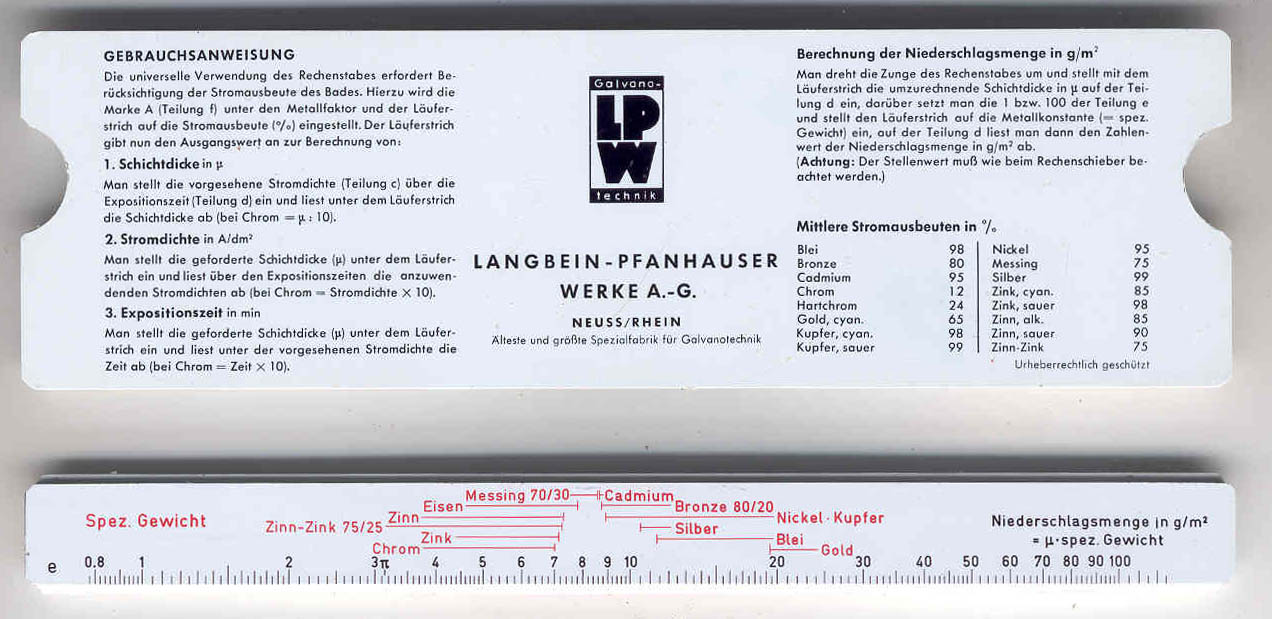 GEBRAUCHSANWEISUNG
Die universelle Verwendung des Rechenstabes erfordert Be-
rücksichtigung der Stromausbeute des Bades. Hierzu wird die
Marke A (Teilung f) unter den Metallfaktor und der Läufer-
strich auf die Stromausbeute (%) eingestellt. Der Läuferstrich
gibt nun den Ausgangswert an zur Berechnung von:
1. Schichtdicke in µ
Man stellt die vorgesehene Stromdichte (Teilung c) über die
Expositionszeit (Teilung d) ein und liest unter dem Läuferstrich
die Schichtdicke ab (bei Chrom = µ : 10).
2. Stromdichte in A/dm²
Man stellt die geforderte Schichtdicke (µ) unter dem Läufer-
strich ein und liest über den Expositionszeiten die anzuwen-
denden Stromdichten ab (bei Chrom = Stromdichte × 10).
3. Expositionszeit in min
Man stellt die geforderte Schichtdicke (µ) unter dem Läufer-
strich ein und liest unter der vorgesehenen Stromdichte die
Zeit ab (bei Chrom = Zeit × 10).
Galvano-
LP
W
technik
LANGBEIN-PFANHAUSER
WERKE A.-G.
NEUSS/RHEIN
Älteste und größte Spezialfabrik für Galvanotechnik
Berechnung der Niederschlagsmenge in g/m²
Man dreht die Zunge des Rechenstabes um und stellt mit dem
Läuferstrich die umzurechnende Schichtdicke in µ auf der Tei-
lung d ein, darüber setzt man die 1 bzw. 100 der Teilung e
und stellt den Läuferstrich auf die Metallkonstante (= spez.
Gewicht) ein, auf der Teilung d liest man dann den Zahlen-
wert der Niederschlagsmenge in g/m² ab.
(Achtung: Der Stellenwert muß wie beim Rechenschieber be-
achtet werden.)
Mittlere Stromausbeuten in %
Blei 98 Nickel 95
Bronze 80 Messing 75
Cadmium 95 Silber 99
Chrom 12 Zink, cyan. 85
Hartchrom 24 Zink, sauer 98
Gold, cyan. 65 Zinn, alk. 85
Kupfer, cyan. 98 Zinn, sauer 90
Kupfer, sauer 99 Zinn-Zink 75
Urheberrechtlich geschützt
Messing 70/30 Cadmium
Eisen Bronze 80/20
Spez. Gewicht Zinn Nickel · Kupfer Niederschlagsmenge in g/m²
Zinn-Zink 75/25 Silber
Zink Blei = µ·spez. Gewicht
Chrom Gold
e 0.8 1 2 3 π 4 5 6 7 8 9 10 20 30 40 50 60 70 80 90 100